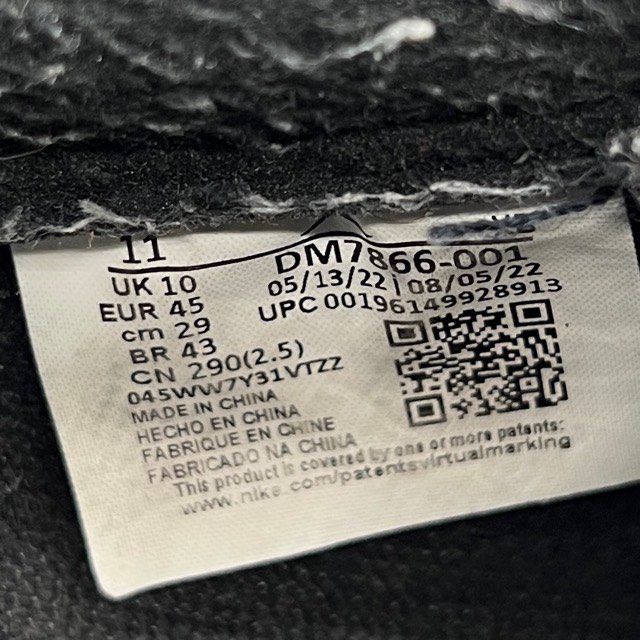 11
DM7866-001
UK 10
05/13/22 | 08/05/22
EUR 45
UPC 00196149928913
cm 29
BR 43
CN 290(2.5)
045WW7Y31VTZZ
MADE IN CHINA
HECHO EN CHINA
FABRIQUE EN CHINE
FABRICADO NA CHINA
This product is covered by one or more patents:
www.nike.com/patentsvirtualmarking